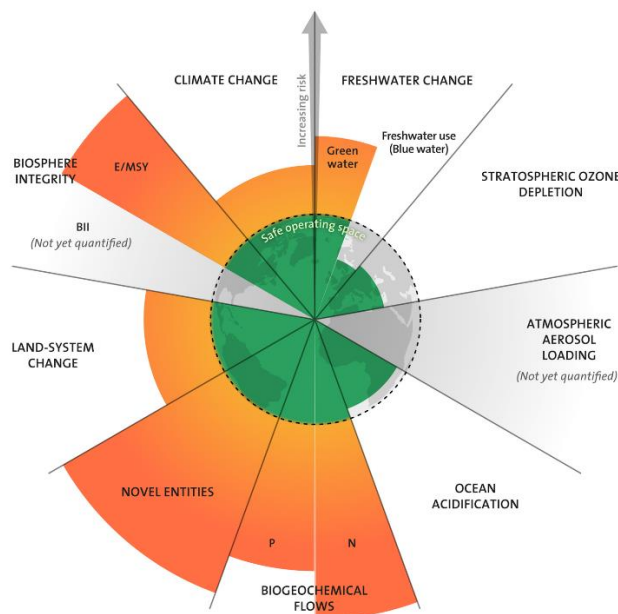 CLIMATE CHANGE
Increasing risk
FRESHWATER CHANGE
Green
water
Freshwater use
(Blue water)
STRATOSPHERIC OZONE
DEPLETION
BIOSPHERE
INTEGRITY
E/MSY
BII
(Not yet quantified)
Safe operating space
ATMOSPHERIC
AEROSOL
LOADING
(Not yet quantified)
LAND-SYSTEM
CHANGE
OCEAN
ACIDIFICATION
NOVEL ENTITIES
P
N
BIOGEOCHEMICAL
FLOWS